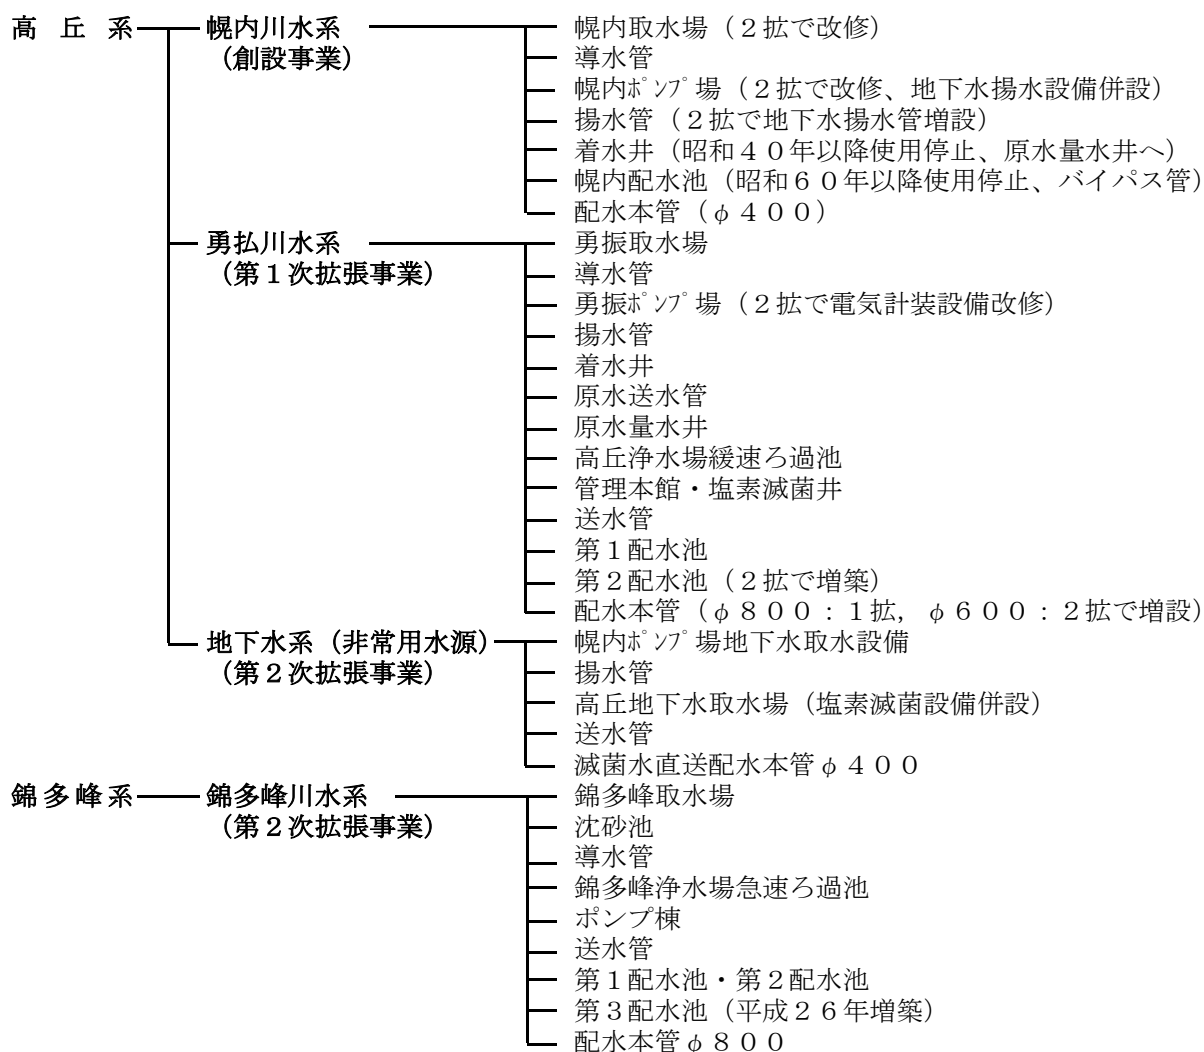 高丘系 幌内川水系 幌内取水場（２拡で改修）
（創設事業） 導水管
幌内ﾎﾟﾝﾌﾟ場（２拡で改修、地下水揚水設備併設）
揚水管（２拡で地下水揚水管増設）
着水井（昭和４０年以降使用停止、原水量水井へ）
幌内配水池（昭和６０年以降使用停止、バイパス管）
配水本管（φ４００）
勇払川水系 勇振取水場
（第１次拡張事業） 導水管
勇振ﾎﾟﾝﾌﾟ場（２拡で電気計装設備改修）
揚水管
着水井
原水送水管
原水量水井
高丘浄水場緩速ろ過池
管理本館・塩素滅菌井
送水管
第１配水池
第２配水池（２拡で増築）
配水本管（φ８００：１拡，φ６００：２拡で増設）
地下水系（非常用水源） 幌内ﾎﾟﾝﾌﾟ場地下水取水設備
（第２次拡張事業） 揚水管
高丘地下水取水場（塩素滅菌設備併設）
送水管
滅菌水直送配水本管φ４００
錦多峰系 錦多峰川水系 錦多峰取水場
（第２次拡張事業） 沈砂池
導水管
錦多峰浄水場急速ろ過池
ポンプ棟
送水管
第１配水池・第２配水池
第３配水池（平成２６年増築）
配水本管φ８００